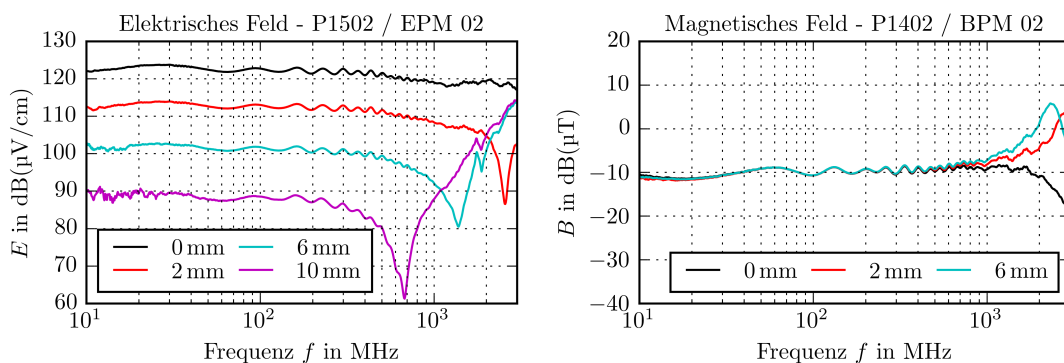 Elektrisches Feld - P1502 / EPM 02
130
120
110
100
90
80
70
60
E in dB(µV/cm)
0 mm
2 mm
6 mm
10 mm
10¹
10²
10³
Frequenz f in MHz
Magnetisches Feld - P1402 / BPM 02
20
10
0
−10
−20
−30
−40
B in dB(µT)
0 mm
2 mm
6 mm
10¹
10²
10³
Frequenz f in MHz